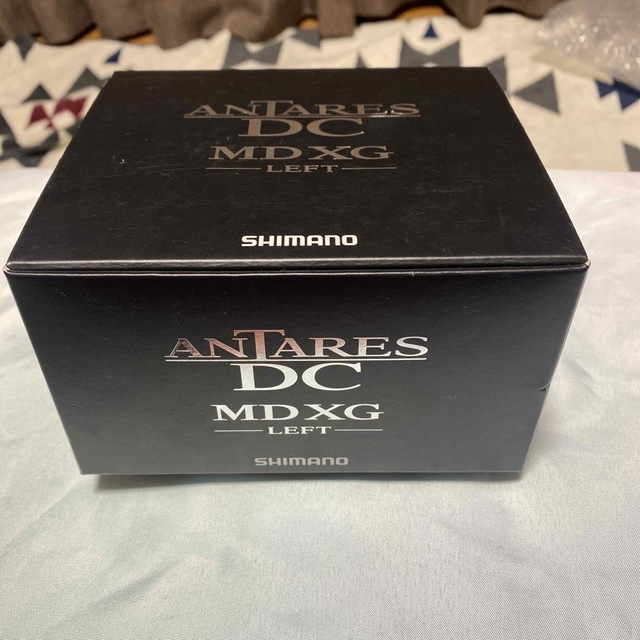 ANTARES
DC
MD XG
LEFT
SHIMANO
ANTARES
DC
MD XG
LEFT
SHIMANO